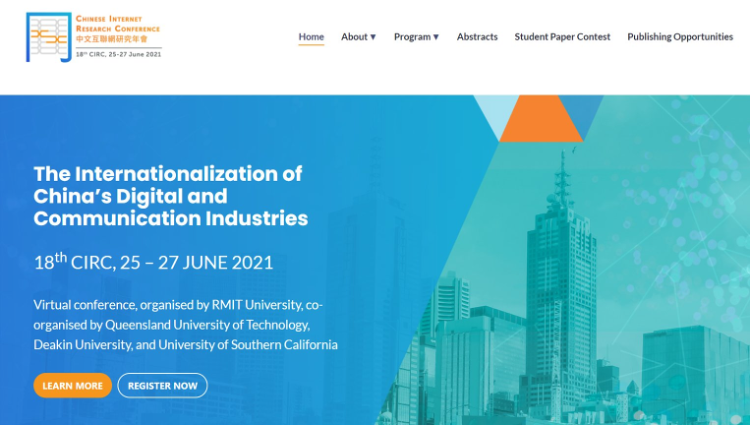 CHINESE INTERNET
RESEARCH CONFERENCE
中文互聯網研究年會
18th CIRC, 25-27 June 2021
Home
About ▾
Program ▾
Abstracts
Student Paper Contest
Publishing Opportunities
The Internationalization of
China’s Digital and
Communication Industries
18th CIRC, 25 – 27 JUNE 2021
Virtual conference, organised by RMIT University, co-
organised by Queensland University of Technology,
Deakin University, and University of Southern California
LEARN MORE
REGISTER NOW